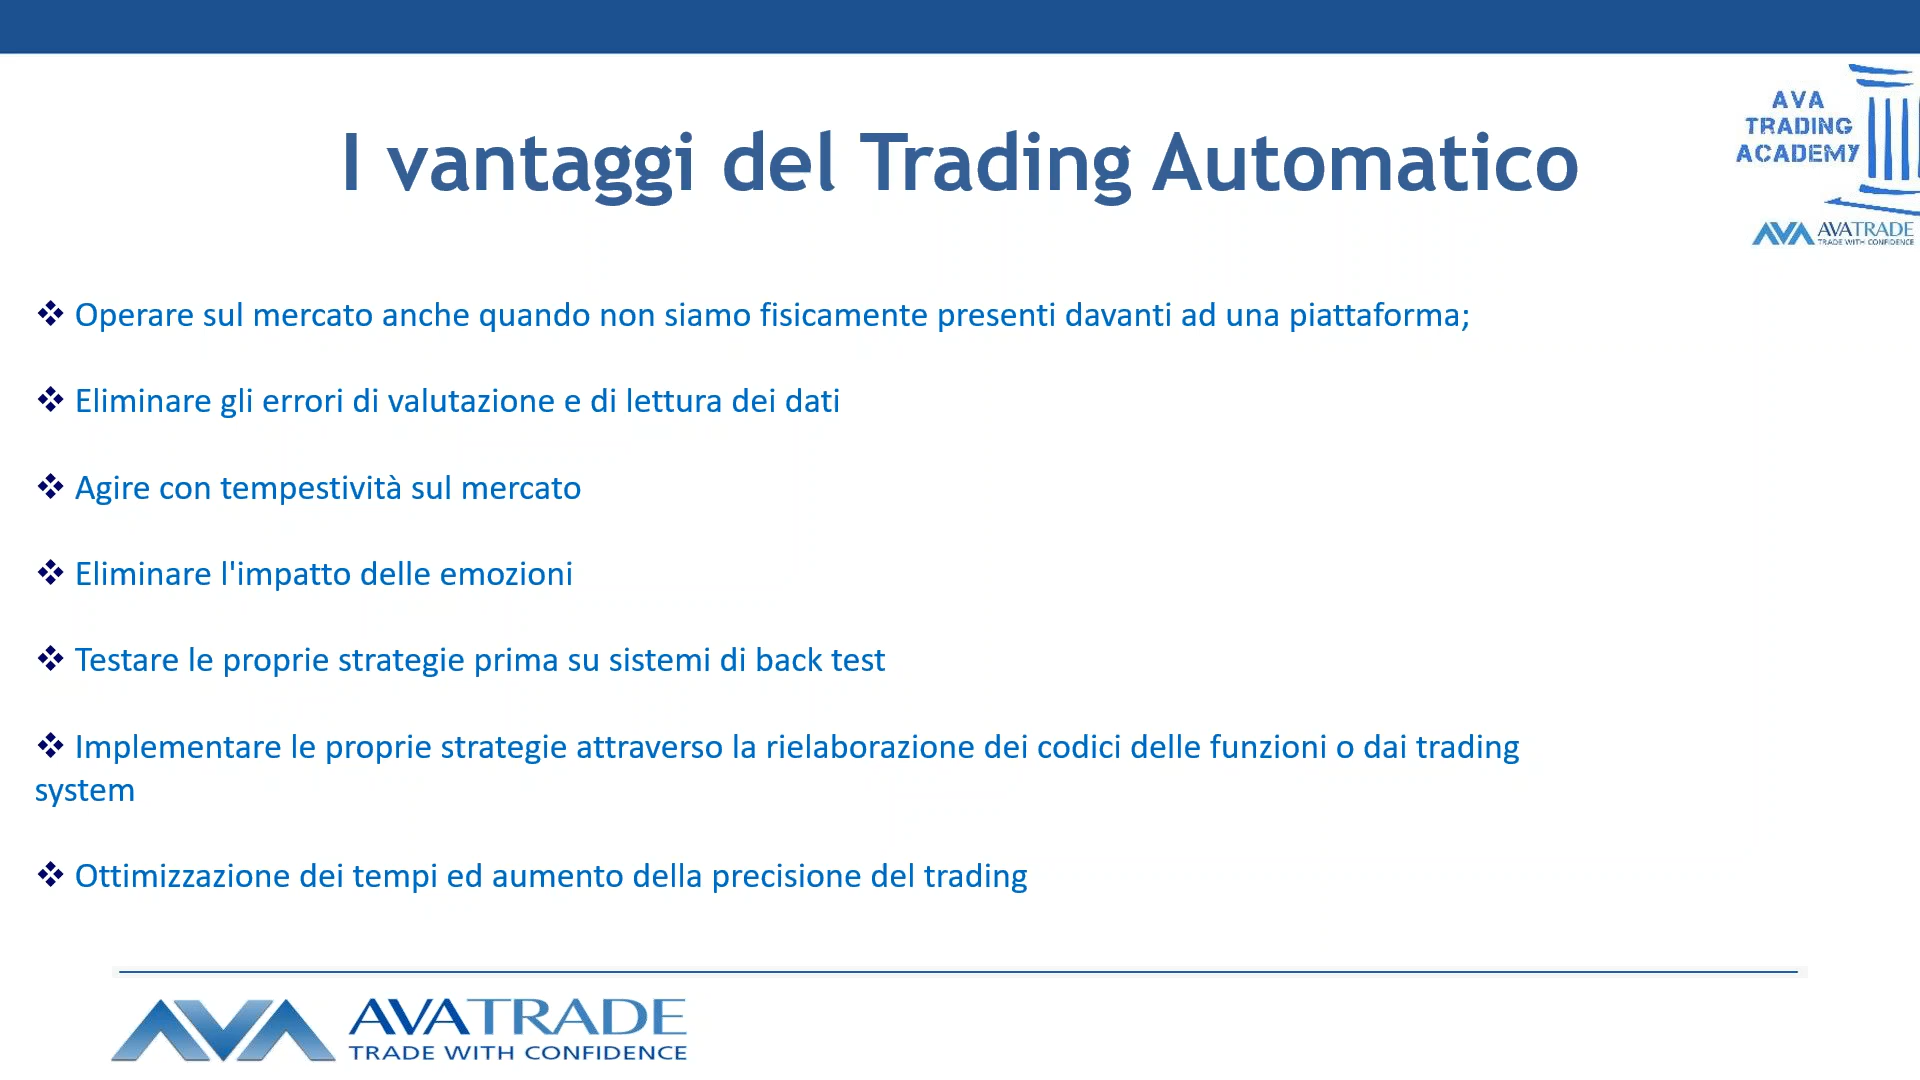 AVA
TRADING
ACADEMY
AVATRADE
TRADE WITH CONFIDENCE
I vantaggi del Trading Automatico
❖ Operare sul mercato anche quando non siamo fisicamente presenti davanti ad una piattaforma;
❖ Eliminare gli errori di valutazione e di lettura dei dati
❖ Agire con tempestività sul mercato
❖ Eliminare l'impatto delle emozioni
❖ Testare le proprie strategie prima su sistemi di back test
❖ Implementare le proprie strategie attraverso la rielaborazione dei codici delle funzioni o dai trading
system
❖ Ottimizzazione dei tempi ed aumento della precisione del trading
AVATRADE
TRADE WITH CONFIDENCE